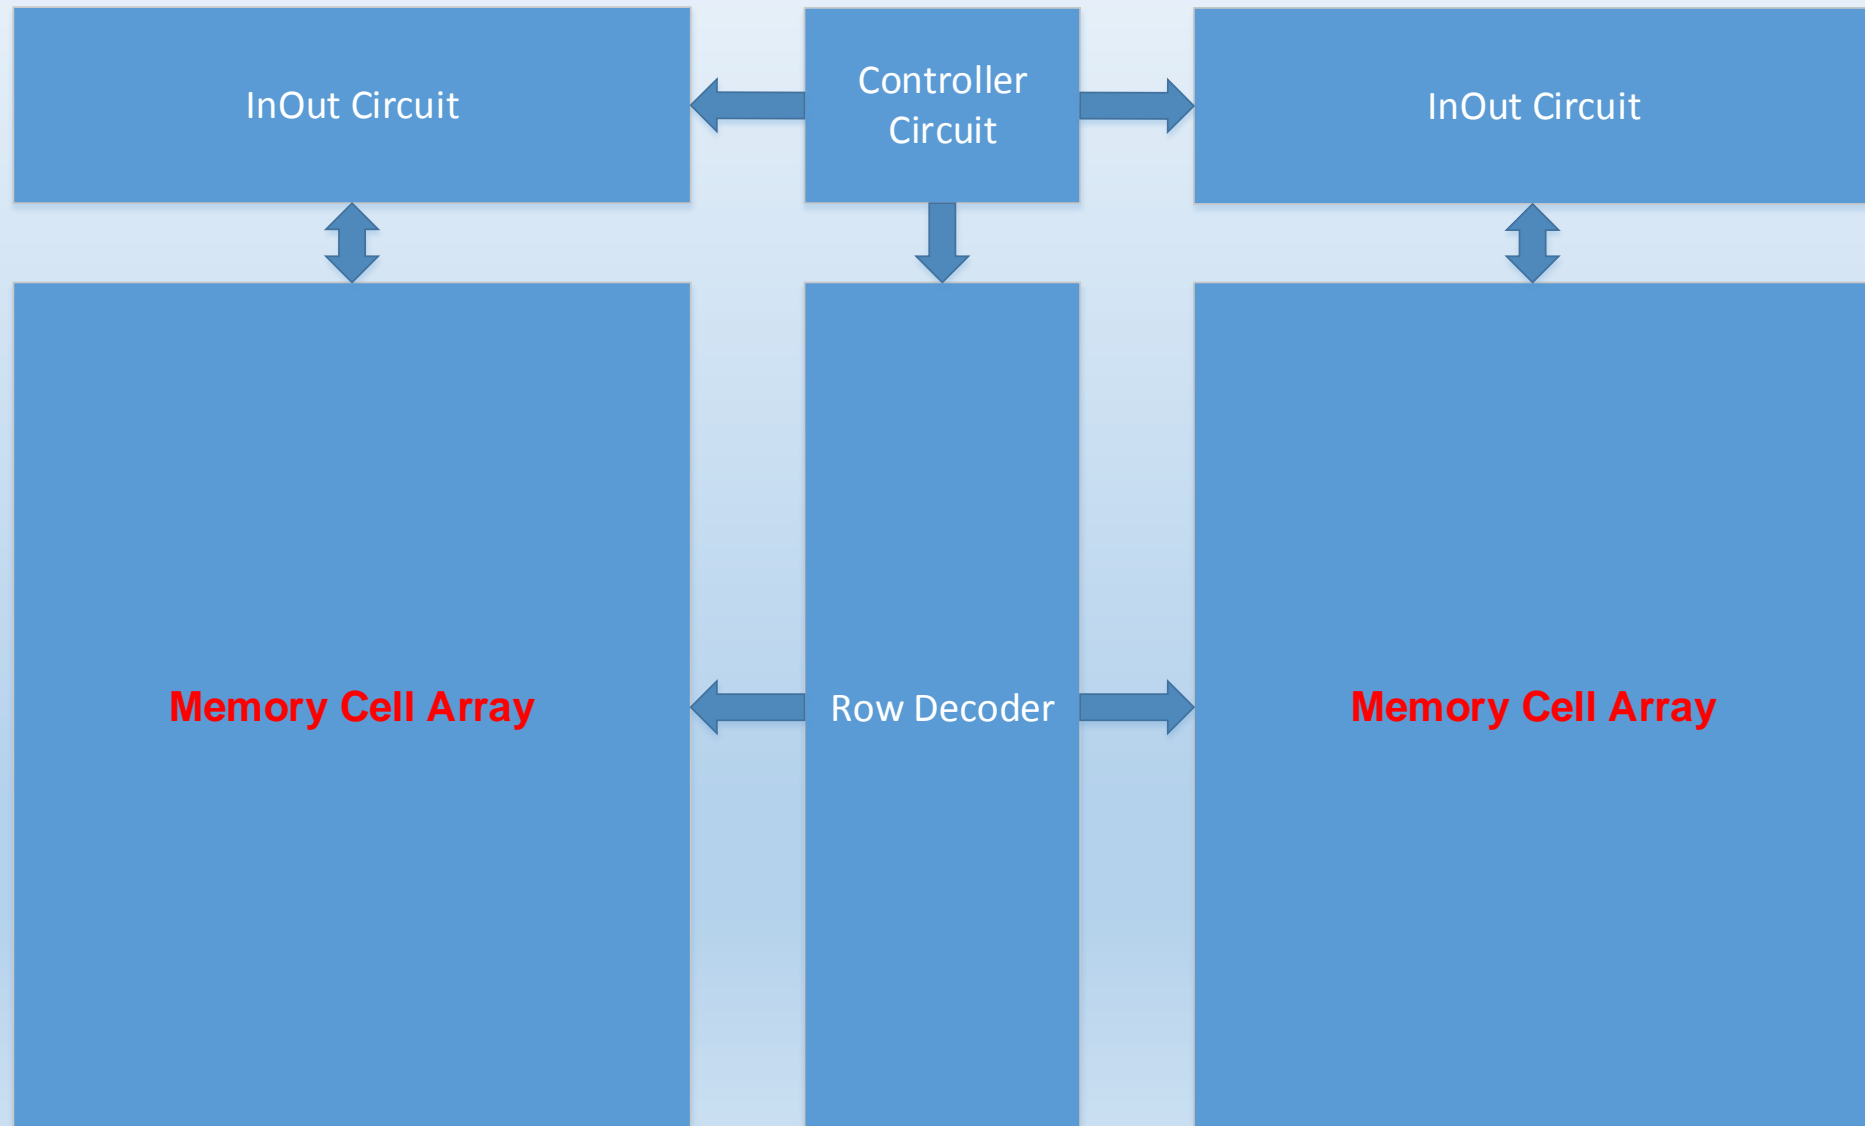 InOut Circuit
Controller
Circuit
InOut Circuit
Memory Cell Array
Row Decoder
Memory Cell Array